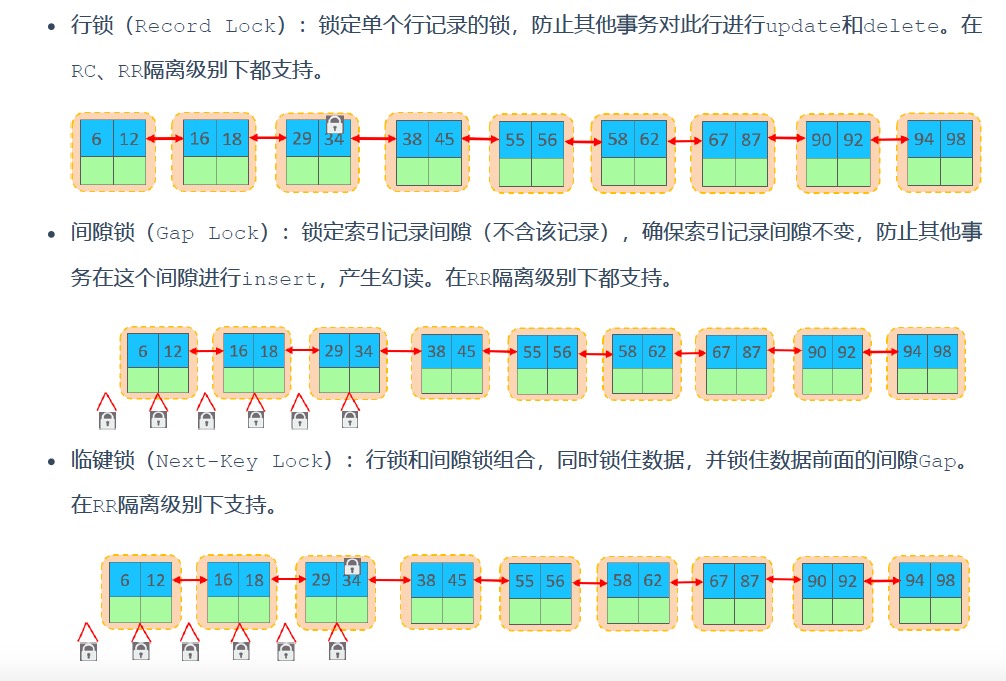 行锁（Record Lock）：锁定单个行记录的锁，防止其他事务对此行进行update和delete。在
RC、RR隔离级别下都支持。
6 12 16 18 29 34 38 45 55 56 58 62 67 87 90 92 94 98
间隙锁（Gap Lock）：锁定索引记录间隙（不含该记录），确保索引记录间隙不变，防止其他事
务在这个间隙进行insert，产生幻读。在RR隔离级别下都支持。
6 12 16 18 29 34 38 45 55 56 58 62 67 87 90 92 94 98
临键锁（Next-Key Lock）：行锁和间隙锁组合，同时锁住数据，并锁住数据前面的间隙Gap。
在RR隔离级别下支持。
6 12 16 18 29 34 38 45 55 56 58 62 67 87 90 92 94 98